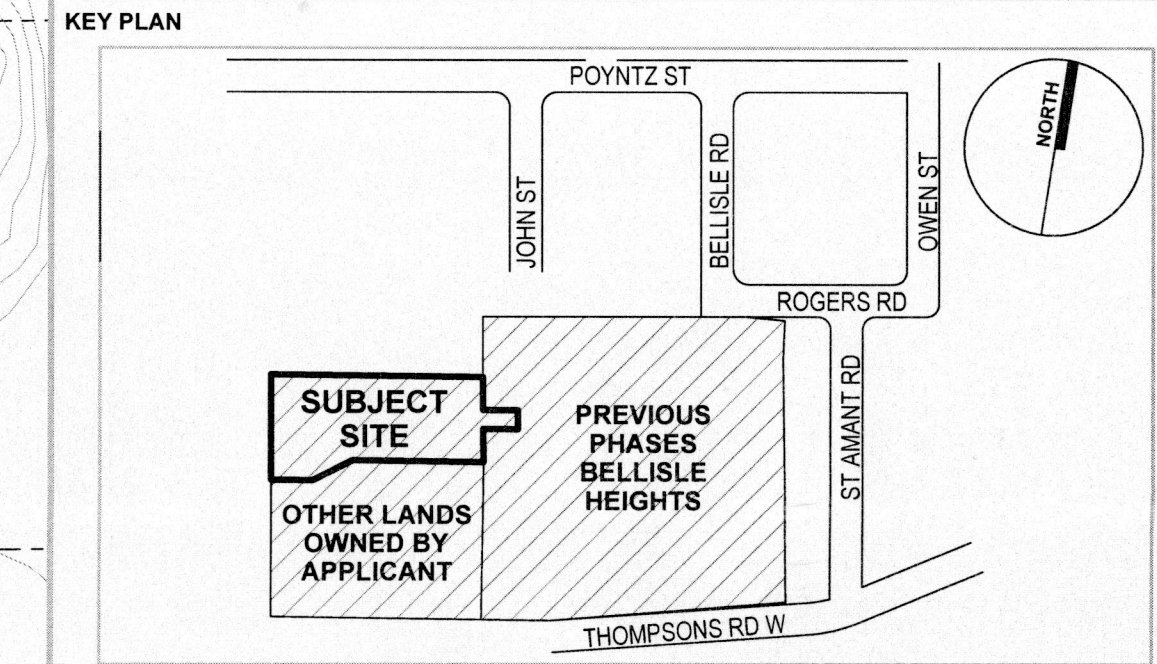 KEY PLAN
POYNTZ ST
NORTH
JOHN ST
BELLISLE RD
OWEN ST
ROGERS RD
SUBJECT
SITE
PREVIOUS
PHASES
BELLISLE
HEIGHTS
ST AMANT RD
OTHER LANDS
OWNED BY
APPLICANT
THOMPSONS RD W